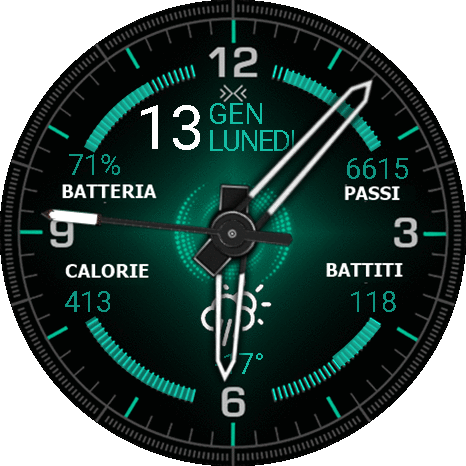 12
13 GEN
LUNEDI
71%
6615
BATTERIA
PASSI
9
3
CALORIE
BATTITI
413
118
7°
6